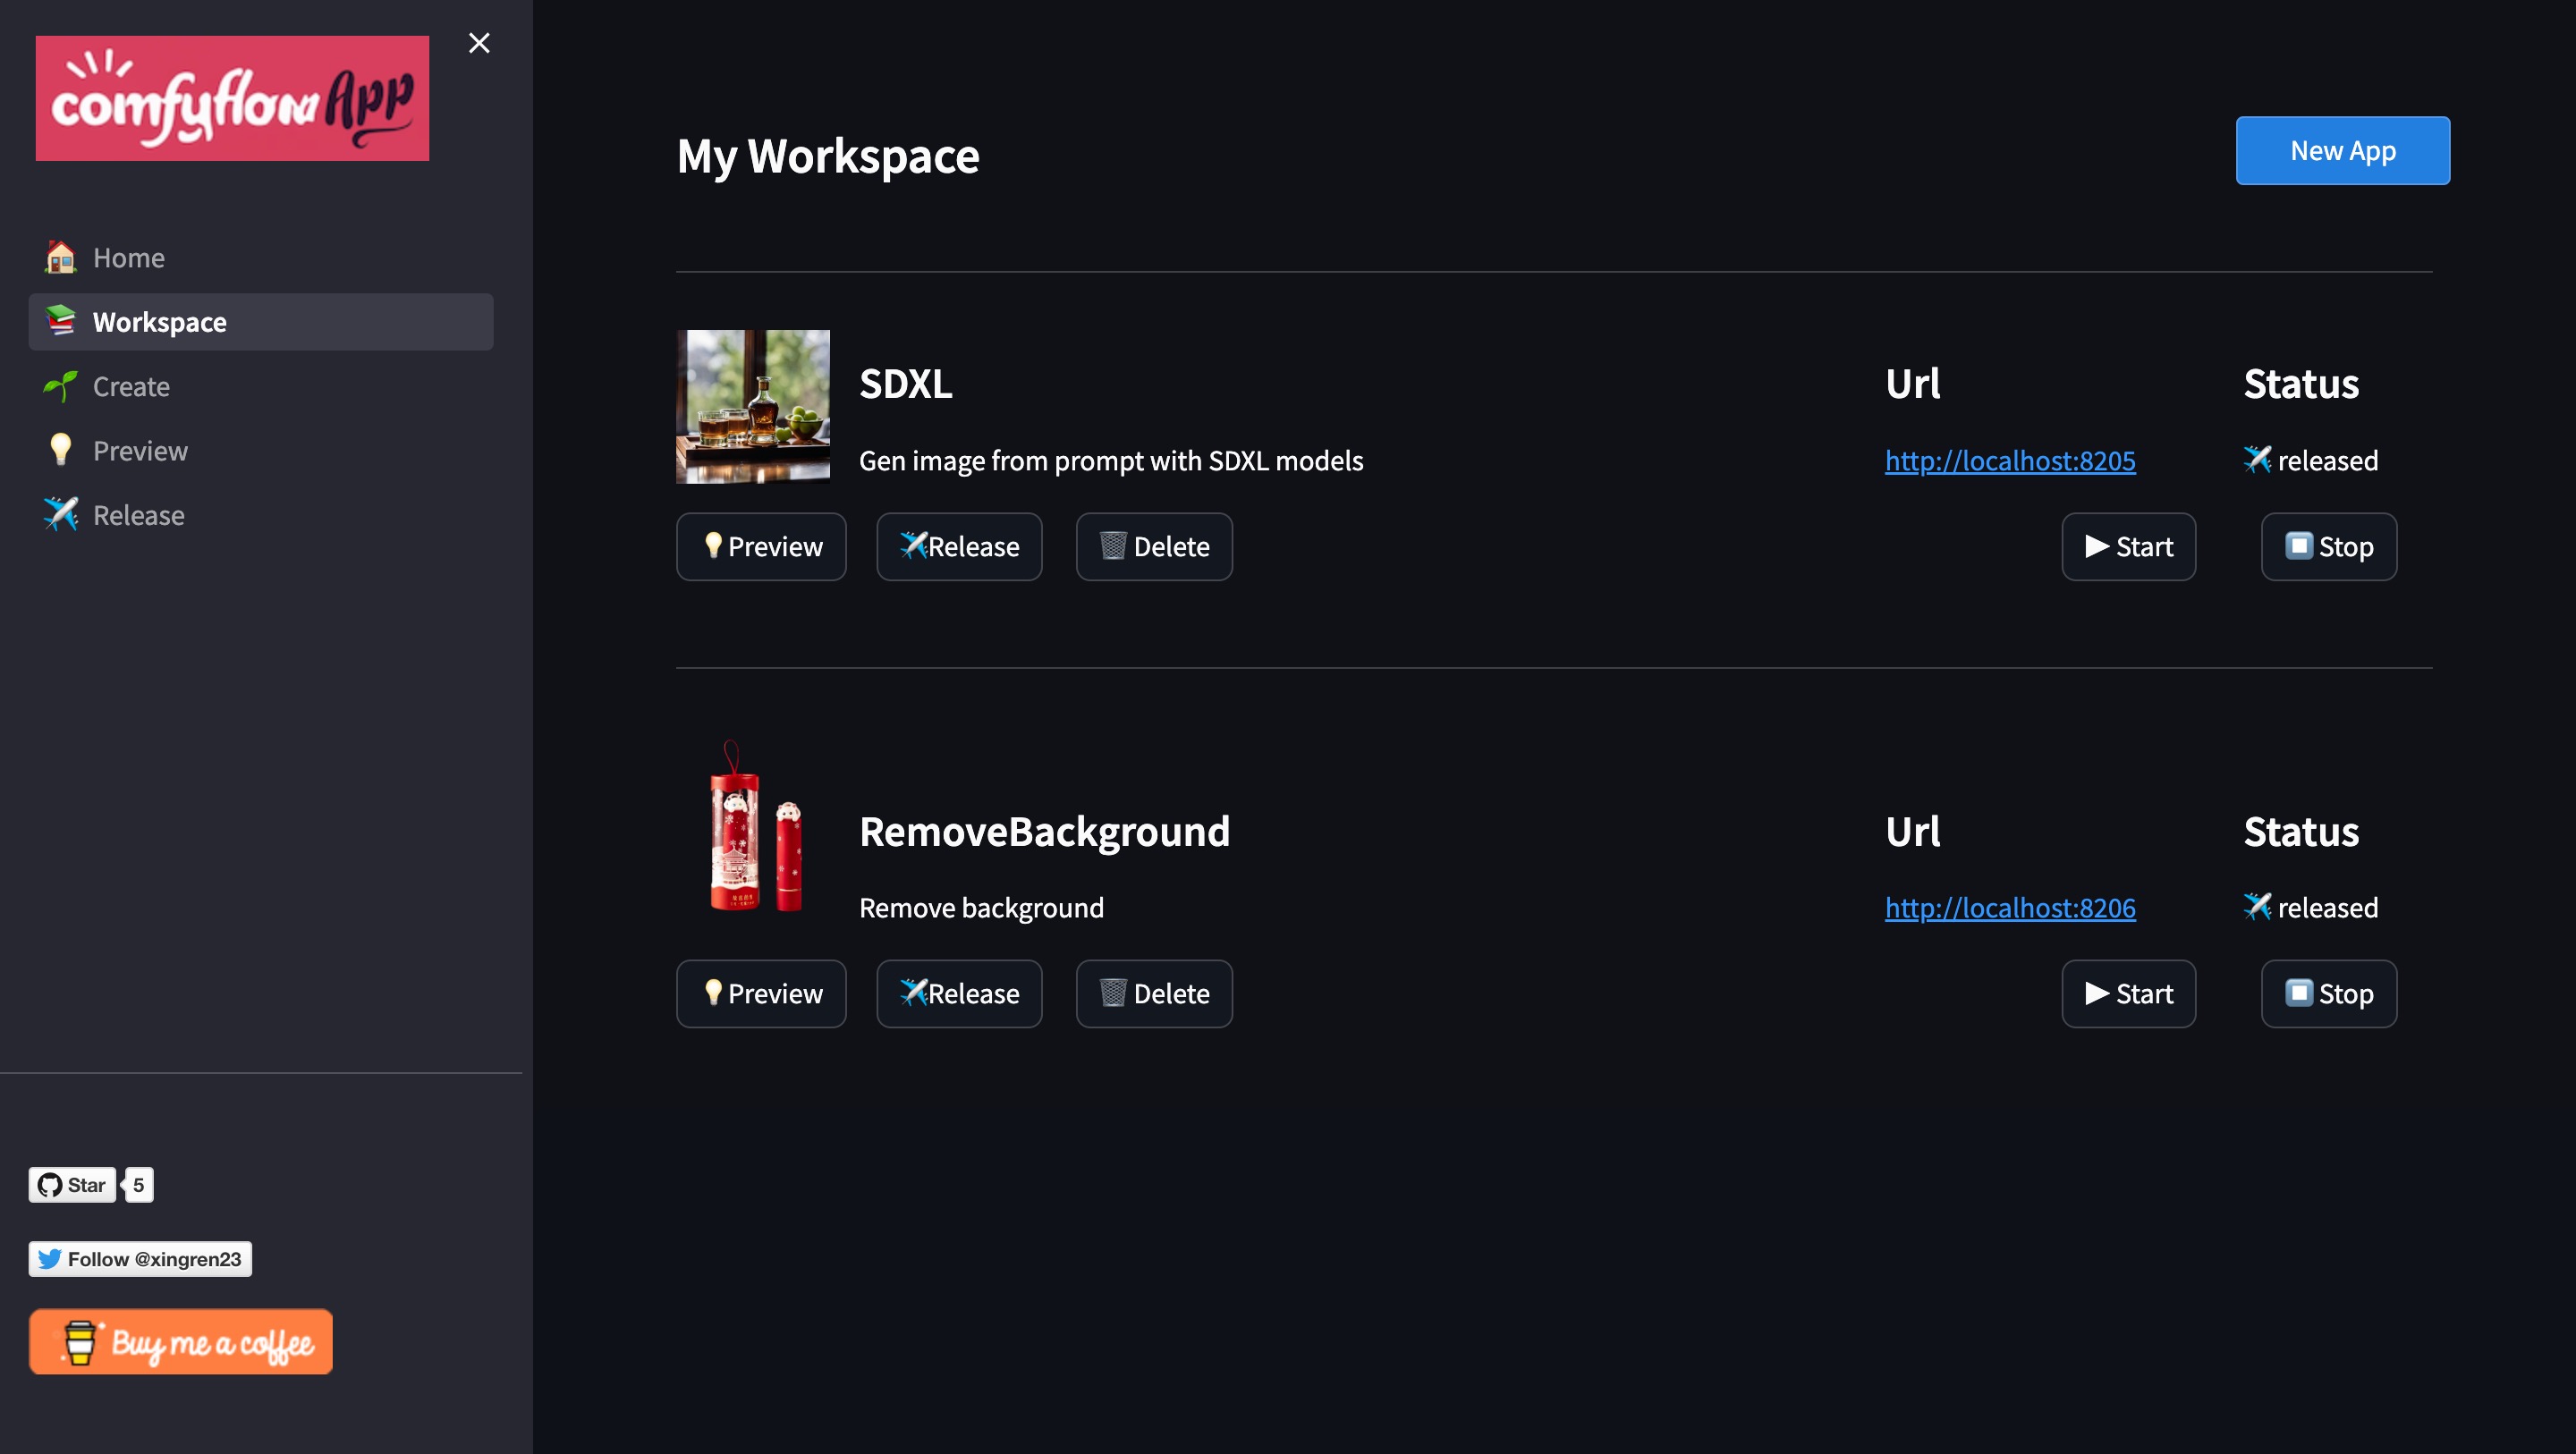 comfyflow App
Home
Workspace
Create
Preview
Release
Star 5
Follow @xingren23
Buy me a coffee
My Workspace
New App
SDXL
Url
Status
Gen image from prompt with SDXL models
http://localhost:8205
released
Preview
Release
Delete
Start
Stop
RemoveBackground
Url
Status
Remove background
http://localhost:8206
released
Preview
Release
Delete
Start
Stop